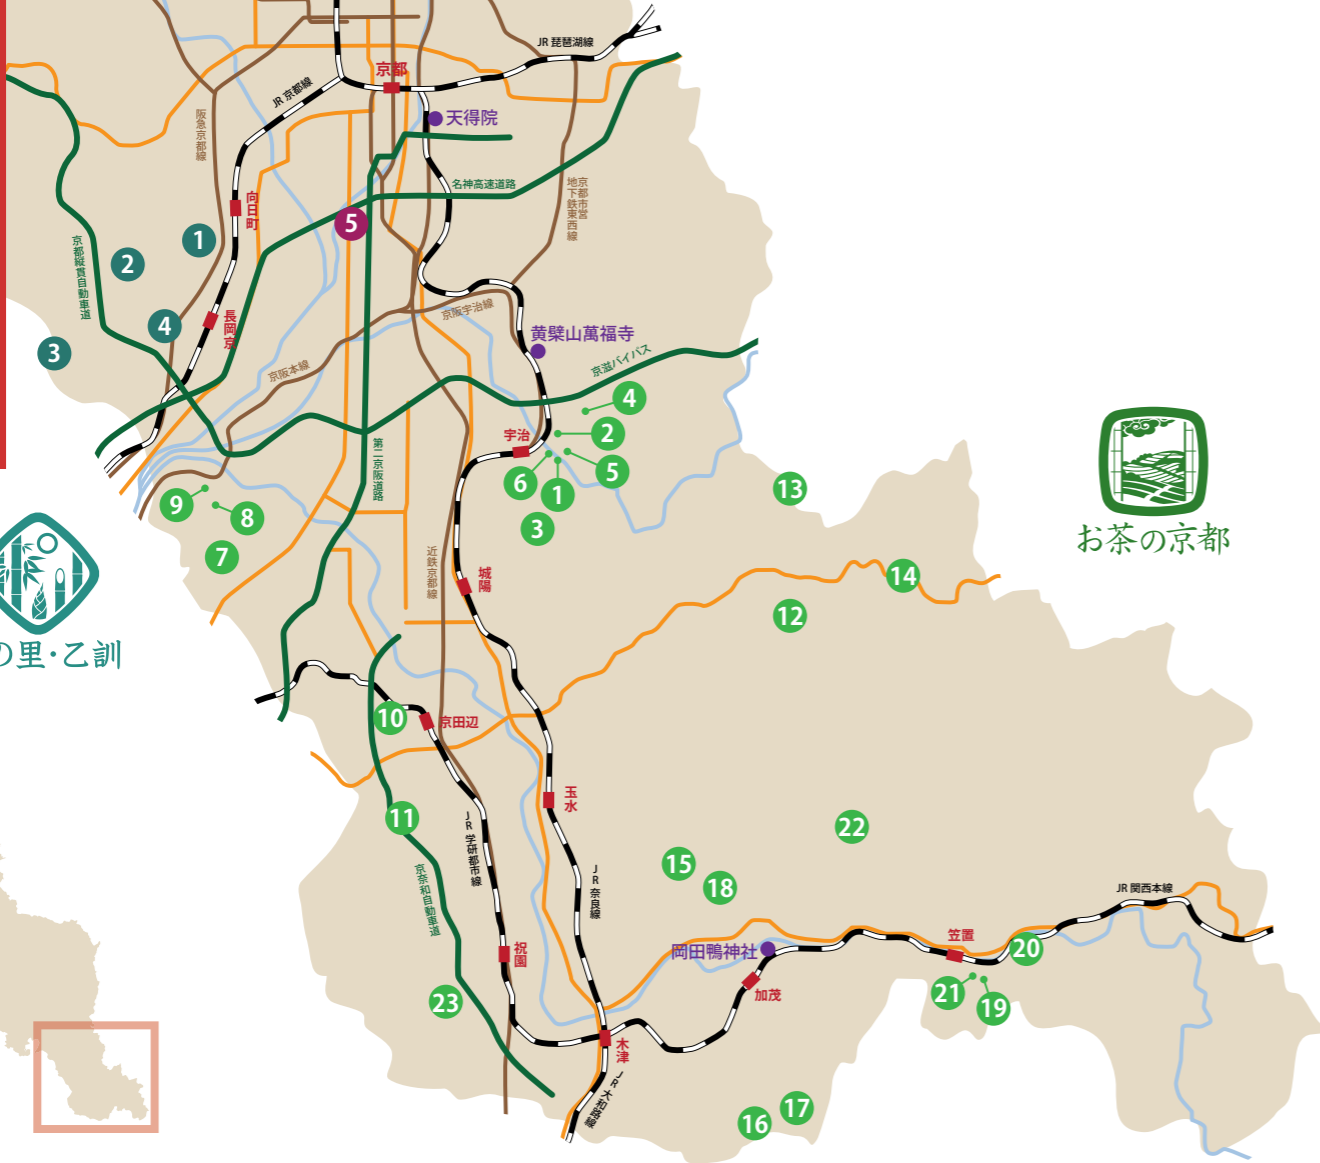 JR 琵琶湖線
京都
JR 京都線
阪急京都線
天得院
名神高速道路
京都市営
地下鉄東西線
向日町
5
1
2
京都縦貫自動車道
4
長岡京
3
京阪宇治線
黄檗山萬福寺
京滋バイパス
京阪本線
4
宇治
2
5
6
1
3
第二京阪道路
9
8
7
13
お茶の京都
近鉄京都線
城陽
14
12
の里・乙訓
10
京田辺
玉水
11
JR 学研都市線
22
15
18
JR 奈良線
京奈和自動車道
JR 関西本線
祝園
岡田鴨神社
笠置
20
加茂
21
19
23
木津
JR 大和路線
16
17